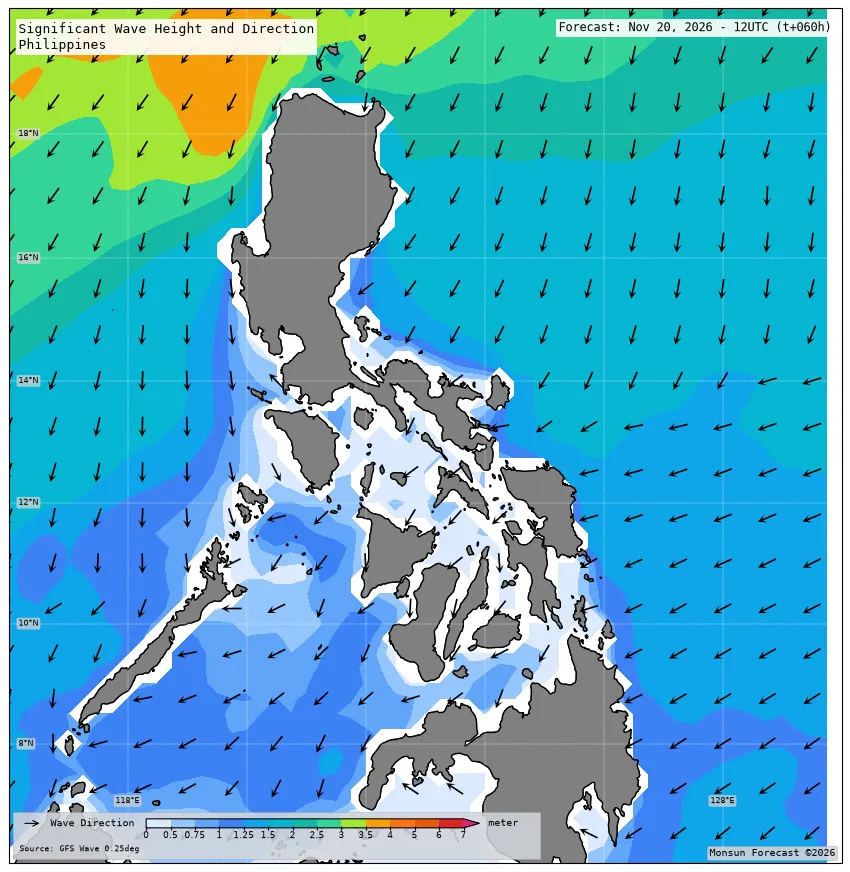 Significant Wave Height and Direction
Philippines
Forecast: Nov 20, 2026 - 12UTC (t+060h)
18°N
16°N
14°N
12°N
10°N
8°N
118°E
128°E
Wave Direction
0 0.5 0.75 1 1.25 1.5 2 2.5 3 3.5 4 5 6 7
meter
Source: GFS Wave 0.25deg
Monsun Forecast ©2026